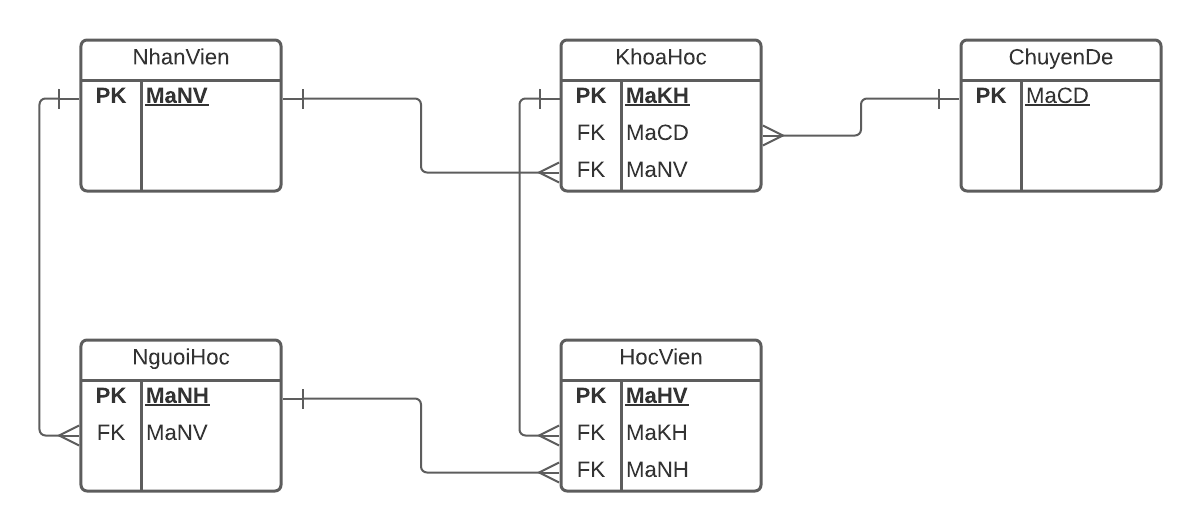 NhanVien
PK MaNV
KhoaHoc
PK MaKH
FK MaCD
FK MaNV
ChuyenDe
PK MaCD
NguoiHoc
PK MaNH
FK MaNV
HocVien
PK MaHV
FK MaKH
FK MaNH